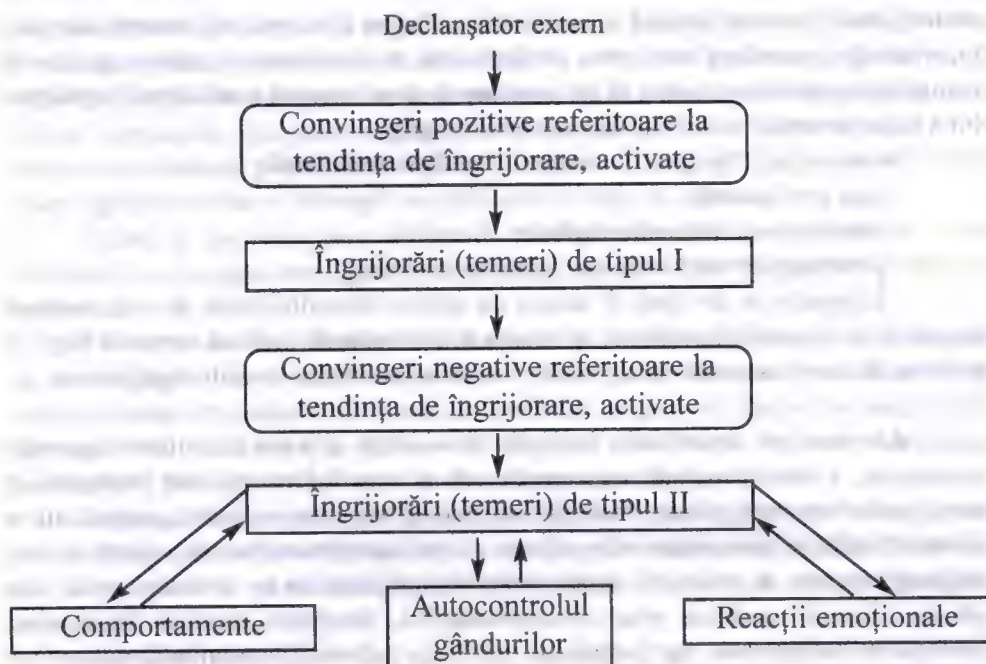 Declanşator extern
Convingeri pozitive referitoare la
tendinţa de îngrijorare, activate
Îngrijorări (temeri) de tipul I
Convingeri negative referitoare la
tendinţa de îngrijorare, activate
Îngrijorări (temeri) de tipul II
Comportamente
Autocontrolul
gândurilor
Reacţii emoţionale